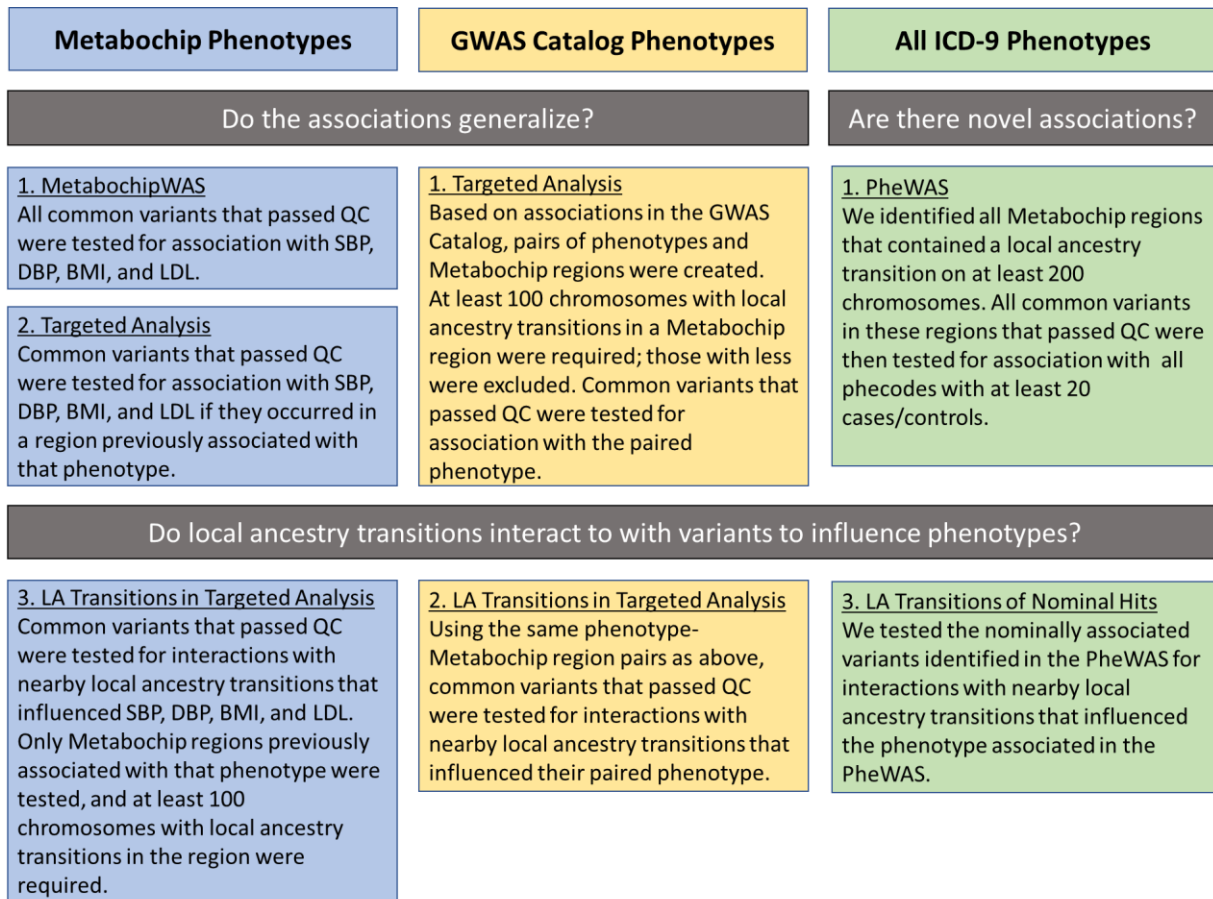 Metabochip Phenotypes
GWAS Catalog Phenotypes
All ICD-9 Phenotypes
Do the associations generalize?
Are there novel associations?
1. MetabochipWAS
All common variants that passed QC
were tested for association with SBP,
DBP, BMI, and LDL.
2. Targeted Analysis
Common variants that passed QC
were tested for association with SBP,
DBP, BMI, and LDL if they occurred in
a region previously associated with
that phenotype.
1. Targeted Analysis
Based on associations in the GWAS
Catalog, pairs of phenotypes and
Metabochip regions were created.
At least 100 chromosomes with local
ancestry transitions in a Metabochip
region were required; those with less
were excluded. Common variants that
passed QC were tested for
association with the paired
phenotype.
1. PheWAS
We identified all Metabochip regions
that contained a local ancestry
transition on at least 200
chromosomes. All common variants
in these regions that passed QC were
then tested for association with all
phecodes with at least 20
cases/controls.
Do local ancestry transitions interact to with variants to influence phenotypes?
3. LA Transitions in Targeted Analysis
Common variants that passed QC
were tested for interactions with
nearby local ancestry transitions that
influenced SBP, DBP, BMI, and LDL.
Only Metabochip regions previously
associated with that phenotype were
tested, and at least 100
chromosomes with local ancestry
transitions in the region were
required.
2. LA Transitions in Targeted Analysis
Using the same phenotype-
Metabochip region pairs as above,
common variants that passed QC
were tested for interactions with
nearby local ancestry transitions that
influenced their paired phenotype.
3. LA Transitions of Nominal Hits
We tested the nominally associated
variants identified in the PheWAS for
interactions with nearby local
ancestry transitions that influenced
the phenotype associated in the
PheWAS.